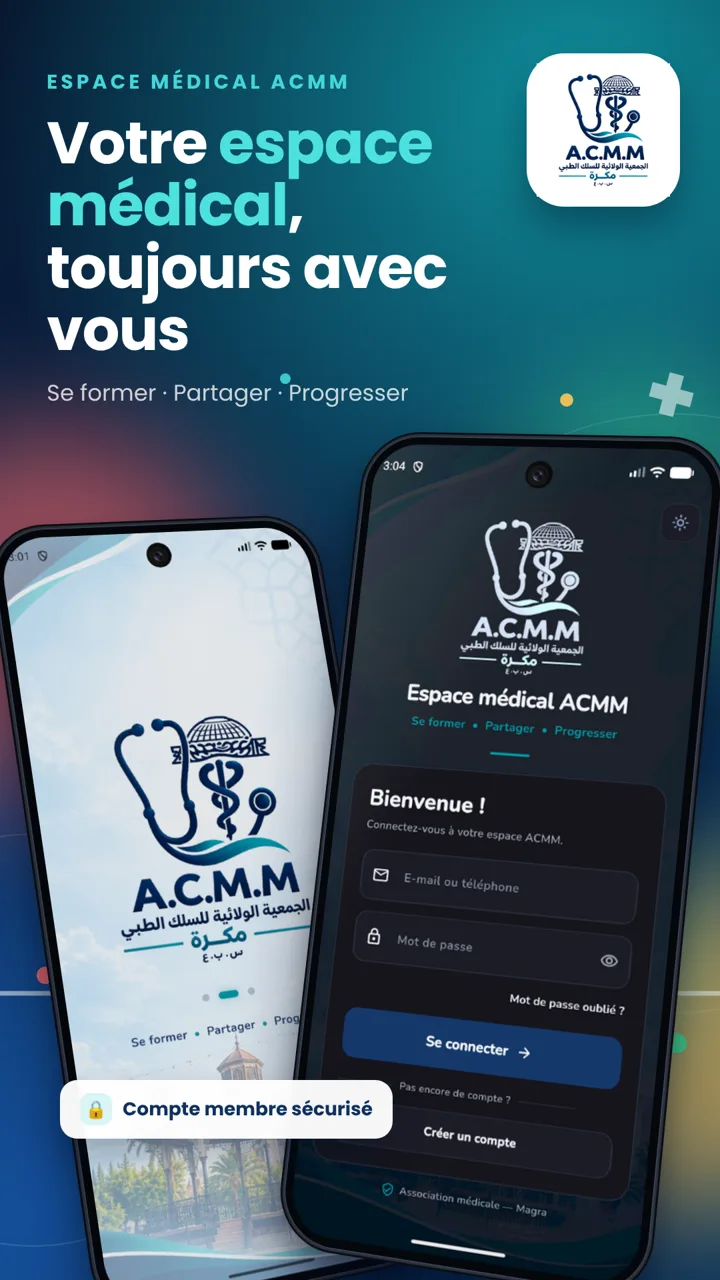 ESPACE MÉDICAL ACMM
Votre espace
médical,
toujours avec
vous
Se former · Partager · Progresser
A.C.M.M
الجمعية الولائية للسلك الطبي
مكرة
س.ب.ع
3:01
A.C.M.M
الجمعية الولائية للسلك الطبي
مكرة
س.ب.ع
Se former • Partager • Prog
Compte membre sécurisé
3:04
A.C.M.M
الجمعية الولائية للسلك الطبي
مكرة
س.ب.ع
Espace médical ACMM
Se former • Partager • Progresser
Bienvenue !
Connectez-vous à votre espace ACMM.
E-mail ou téléphone
Mot de passe
Mot de passe oublié ?
Se connecter →
Pas encore de compte ?
Créer un compte
Association médicale — Magra